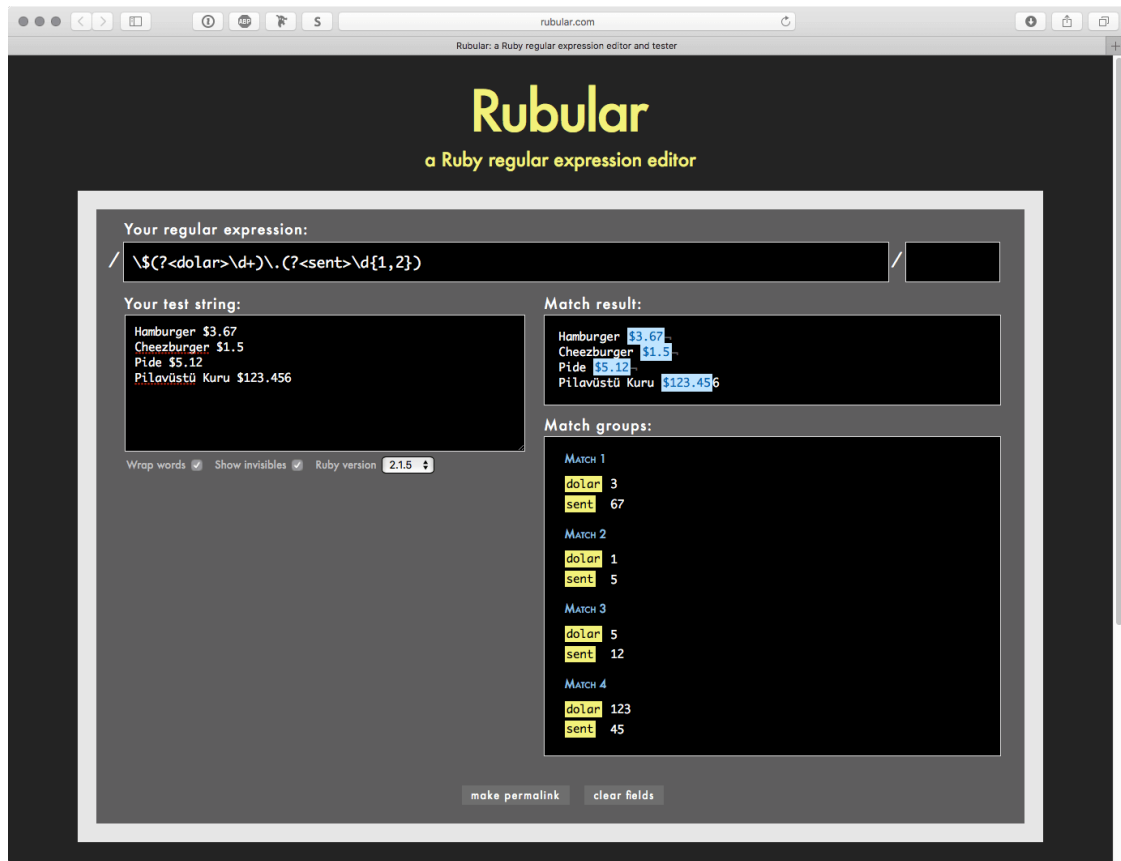 ABP
S
rubular.com
Rubular: a Ruby regular expression editor and tester
+
Rubular
a Ruby regular expression editor
Your regular expression:
/ \$(?<dolar>\d+)\.(?<sent>\d{1,2}) /
Your test string:
Hamburger $3.67
Cheezburger $1.5
Pide $5.12
Pilavüstü Kuru $123.456
Wrap words Show invisibles Ruby version 2.1.5
Match result:
Hamburger $3.67¬
Cheezburger $1.5¬
Pide $5.12¬
Pilavüstü Kuru $123.456
Match groups:
Match 1
dolar 3
sent 67
Match 2
dolar 1
sent 5
Match 3
dolar 5
sent 12
Match 4
dolar 123
sent 45
make permalink clear fields